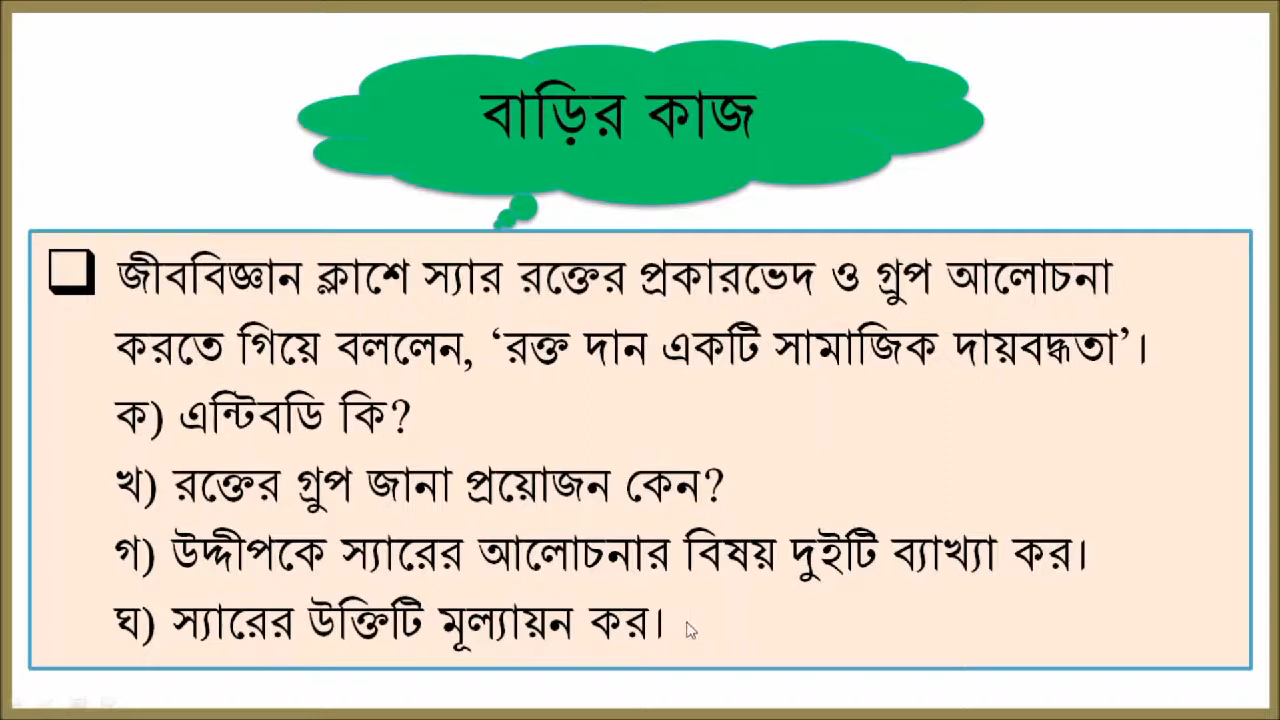 বাড়ির কাজ
জীববিজ্ঞান ক্লাশে স্যার রক্তের প্রকারভেদ ও গ্রুপ আলোচনা
করতে গিয়ে বললেন, ‘রক্ত দান একটি সামাজিক দায়বদ্ধতা’।
ক) এন্টিবডি কি?
খ) রক্তের গ্রুপ জানা প্রয়োজন কেন?
গ) উদ্দীপকে স্যারের আলোচনার বিষয় দুইটি ব্যাখ্যা কর।
ঘ) স্যারের উক্তিটি মূল্যায়ন কর।